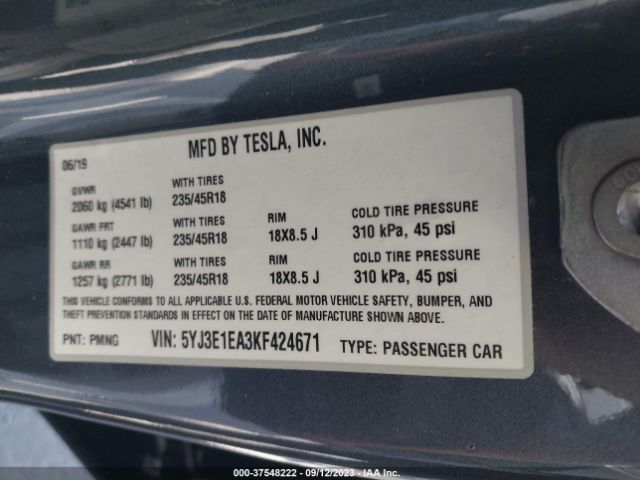 MFD BY TESLA, INC.
06/19
GVWR
2060 kg (4541 lb)
WITH TIRES
235/45R18
GAWR FRT
1110 kg (2447 lb)
WITH TIRES
235/45R18
RIM
18X8.5 J
COLD TIRE PRESSURE
310 kPa, 45 psi
GAWR RR
1257 kg (2771 lb)
WITH TIRES
235/45R18
RIM
18X8.5 J
COLD TIRE PRESSURE
310 kPa, 45 psi
THIS VEHICLE CONFORMS TO ALL APPLICABLE U.S. FEDERAL MOTOR VEHICLE SAFETY, BUMPER, AND
THEFT PREVENTION STANDARDS IN EFFECT ON THE DATE OF MANUFACTURE SHOWN ABOVE.
PNT: PMNG
VIN: 5YJ3E1EA3KF424671
TYPE: PASSENGER CAR
000-37548222 - 09/12/2023 - IAA Inc.